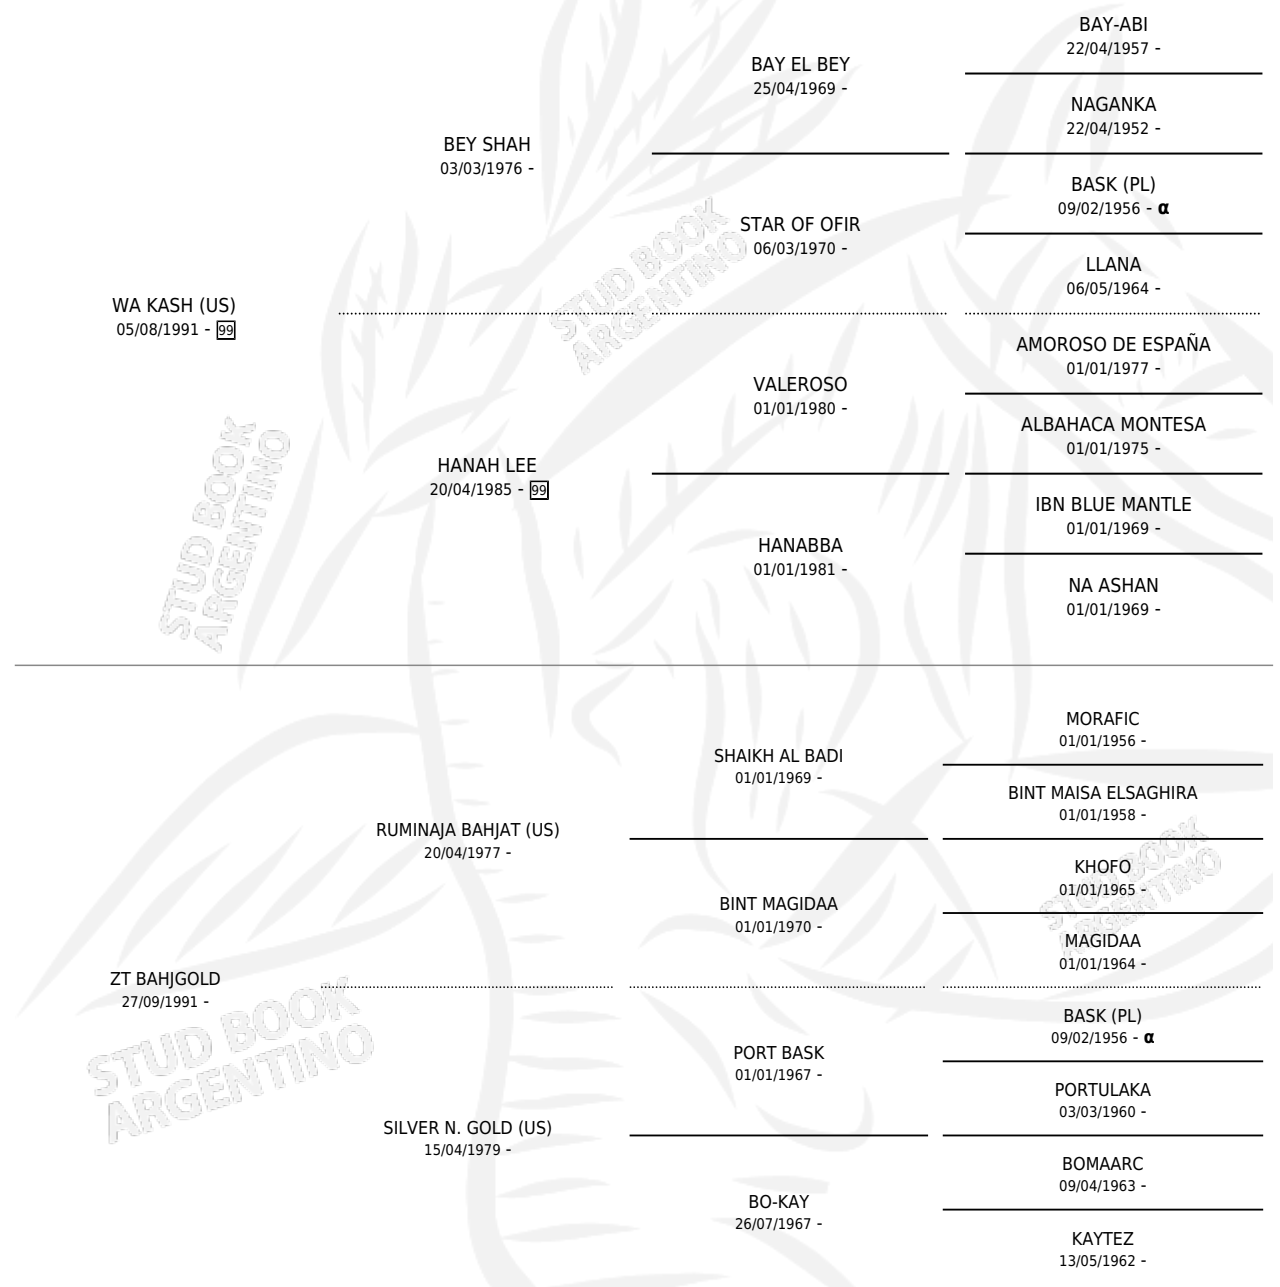 BAY-ABI
22/04/1957 -
BAY EL BEY
25/04/1969 -
NAGANKA
22/04/1952 -
BEY SHAH
03/03/1976 -
BASK (PL)
09/02/1956 - α
STAR OF OFIR
06/03/1970 -
LLANA
06/05/1964 -
WA KASH (US)
05/08/1991 - 99
AMOROSO DE ESPAÑA
01/01/1977 -
VALEROSO
01/01/1980 -
ALBAHACA MONTESA
01/01/1975 -
HANAH LEE
20/04/1985 - 99
IBN BLUE MANTLE
01/01/1969 -
HANABBA
01/01/1981 -
NA ASHAN
01/01/1969 -
STUD BOOK
ARGENTINO
STUD BOOK
ARGENTINO
MORAFIC
01/01/1956 -
SHAIKH AL BADI
01/01/1969 -
BINT MAISA ELSAGHIRA
01/01/1958 -
RUMINAJA BAHJAT (US)
20/04/1977 -
KHOFO
01/01/1965 -
BINT MAGIDAA
01/01/1970 -
MAGIDAA
01/01/1964 -
ZT BAHJGOLD
27/09/1991 -
BASK (PL)
09/02/1956 - α
PORT BASK
01/01/1967 -
PORTULAKA
03/03/1960 -
SILVER N. GOLD (US)
15/04/1979 -
BOMAARC
09/04/1963 -
BO-KAY
26/07/1967 -
KAYTEZ
13/05/1962 -
STUD BOOK
ARGENTINO
STUD BOOK
ARGENTINO